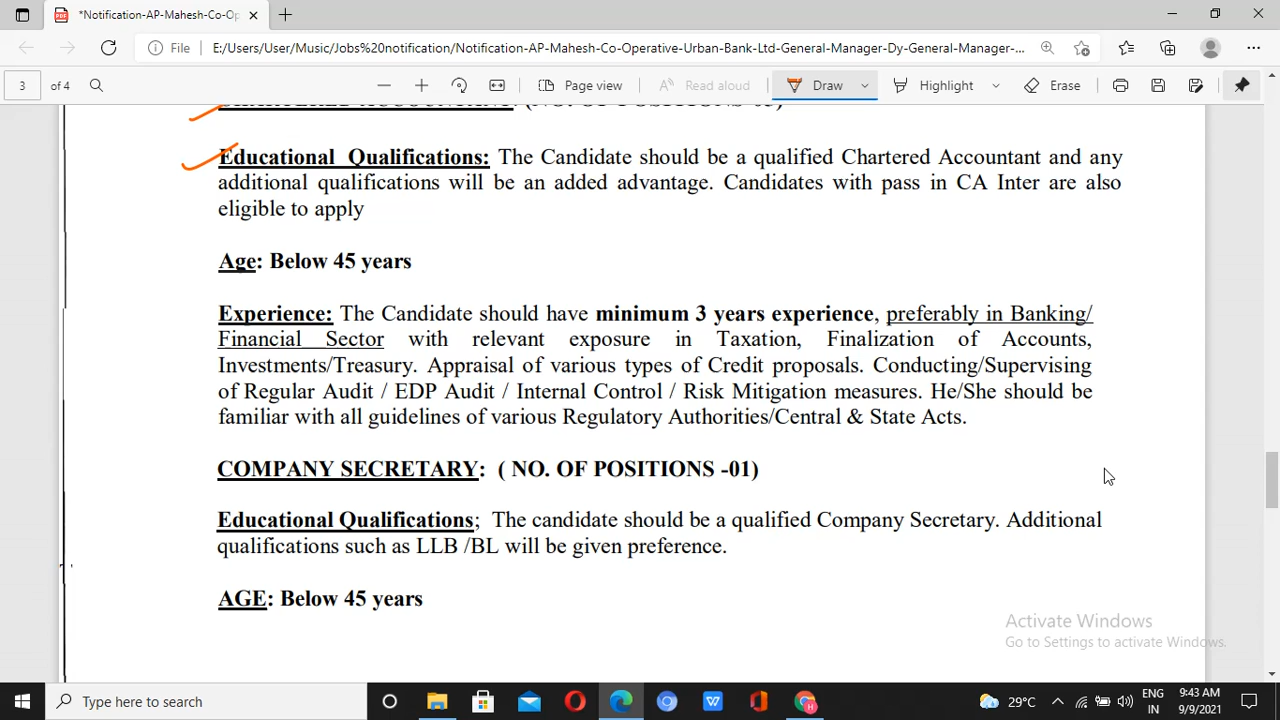 *Notification-AP-Mahesh-Co-Op
File
E:/Users/User/Music/Jobs%20notification/Notification-AP-Mahesh-Co-Operative-Urban-Bank-Ltd-General-Manager-Dy-General-Manager-...
3 of 4
Page view
Read aloud
Draw
Highlight
Erase
CHARTERED ACCOUNTANT: (NO. OF POSITIONS -03)
Educational Qualifications: The Candidate should be a qualified Chartered Accountant and any
additional qualifications will be an added advantage. Candidates with pass in CA Inter are also
eligible to apply
Age: Below 45 years
Experience: The Candidate should have minimum 3 years experience, preferably in Banking/
Financial Sector with relevant exposure in Taxation, Finalization of Accounts,
Investments/Treasury. Appraisal of various types of Credit proposals. Conducting/Supervising
of Regular Audit / EDP Audit / Internal Control / Risk Mitigation measures. He/She should be
familiar with all guidelines of various Regulatory Authorities/Central & State Acts.
COMPANY SECRETARY: ( NO. OF POSITIONS -01)
Educational Qualifications; The candidate should be a qualified Company Secretary. Additional
qualifications such as LLB /BL will be given preference.
AGE: Below 45 years
Activate Windows
Go to Settings to activate Windows.
Type here to search
29°C
ENG
IN
9:43 AM
9/9/2021